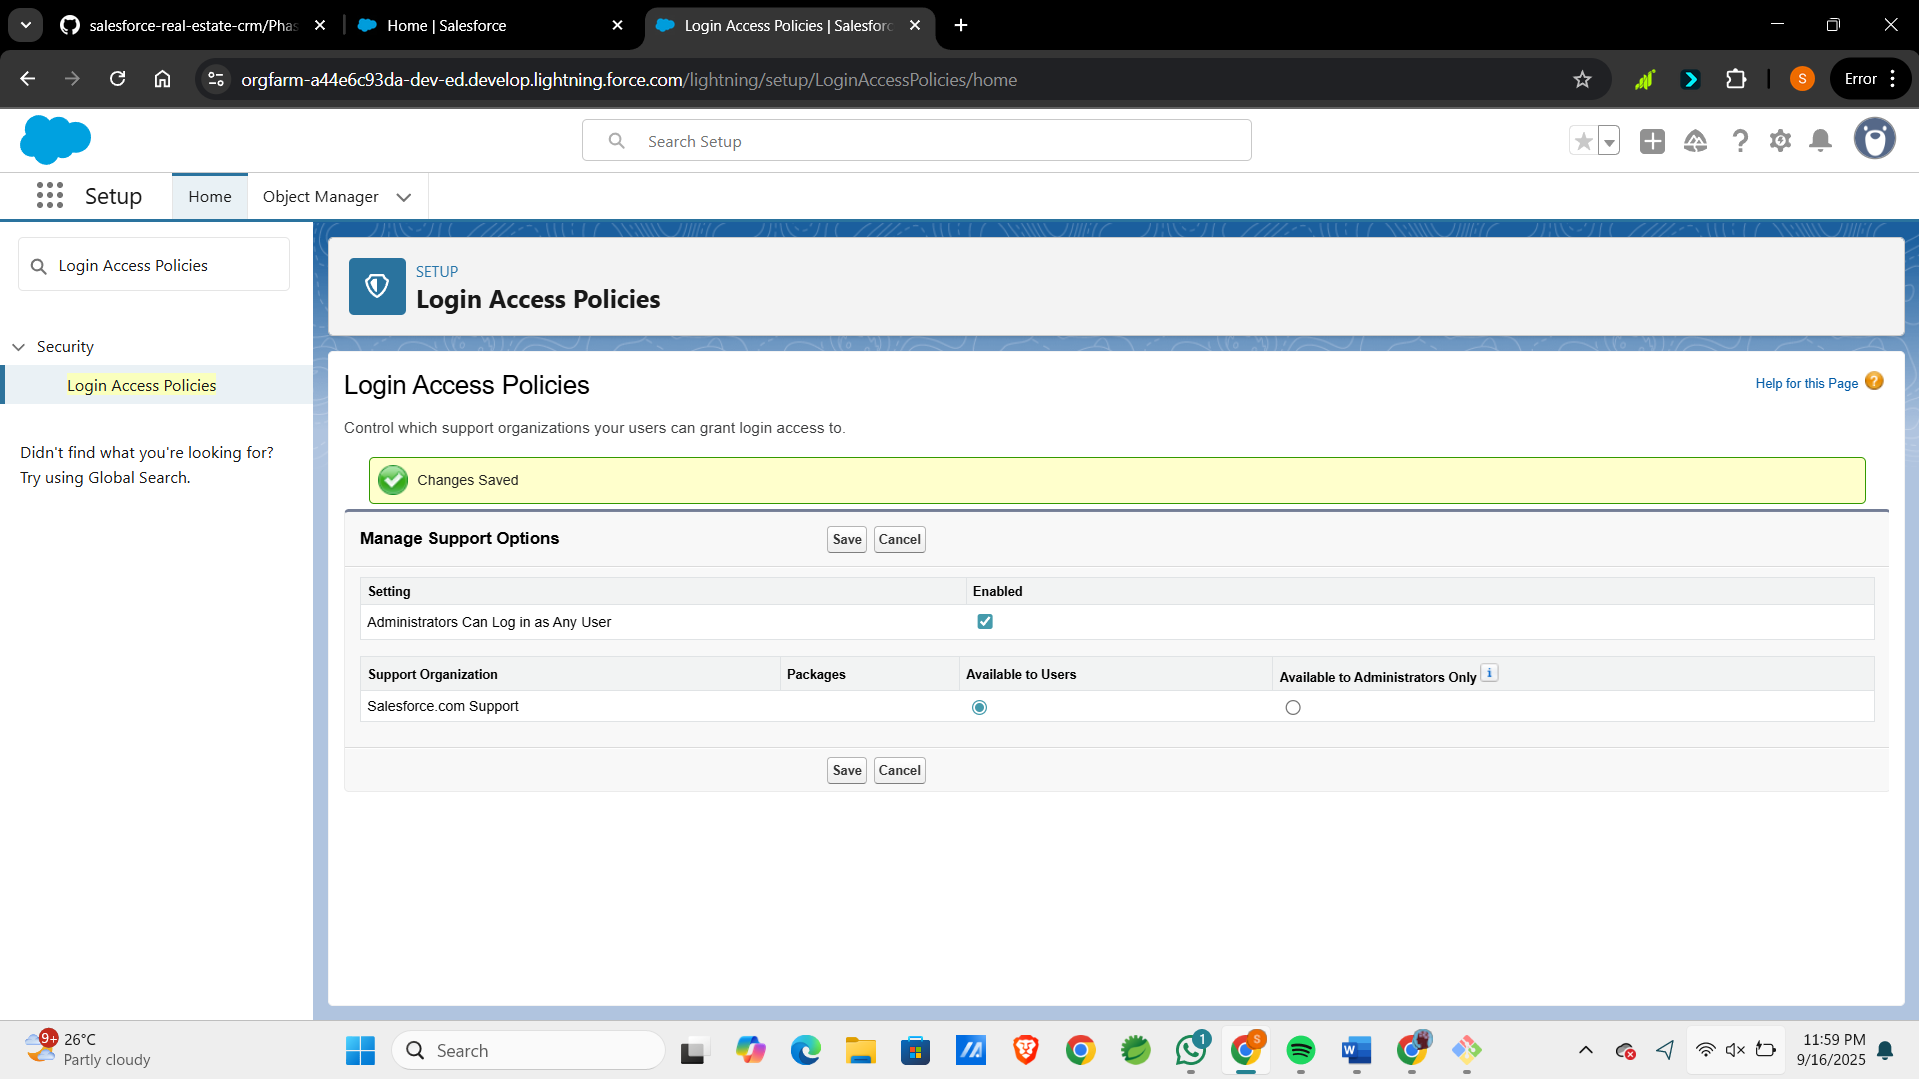 salesforce-real-estate-crm/Phas
Home | Salesforce
Login Access Policies | Salesforc
orgfarm-a44e6c93da-dev-ed.develop.lightning.force.com/lightning/setup/LoginAccessPolicies/home
S
Error
Search Setup
Setup
Home
Object Manager
Login Access Policies
Security
Login Access Policies
Didn't find what you're looking for?
Try using Global Search.
SETUP
Login Access Policies
Login Access Policies
Help for this Page ?
Control which support organizations your users can grant login access to.
Changes Saved
Manage Support Options
Save
Cancel
Setting
Enabled
Administrators Can Log in as Any User
Support Organization
Packages
Available to Users
Available to Administrators Only i
Salesforce.com Support
Save
Cancel
9+
26°C
Partly cloudy
Search
1
S
W
11:59 PM
9/16/2025